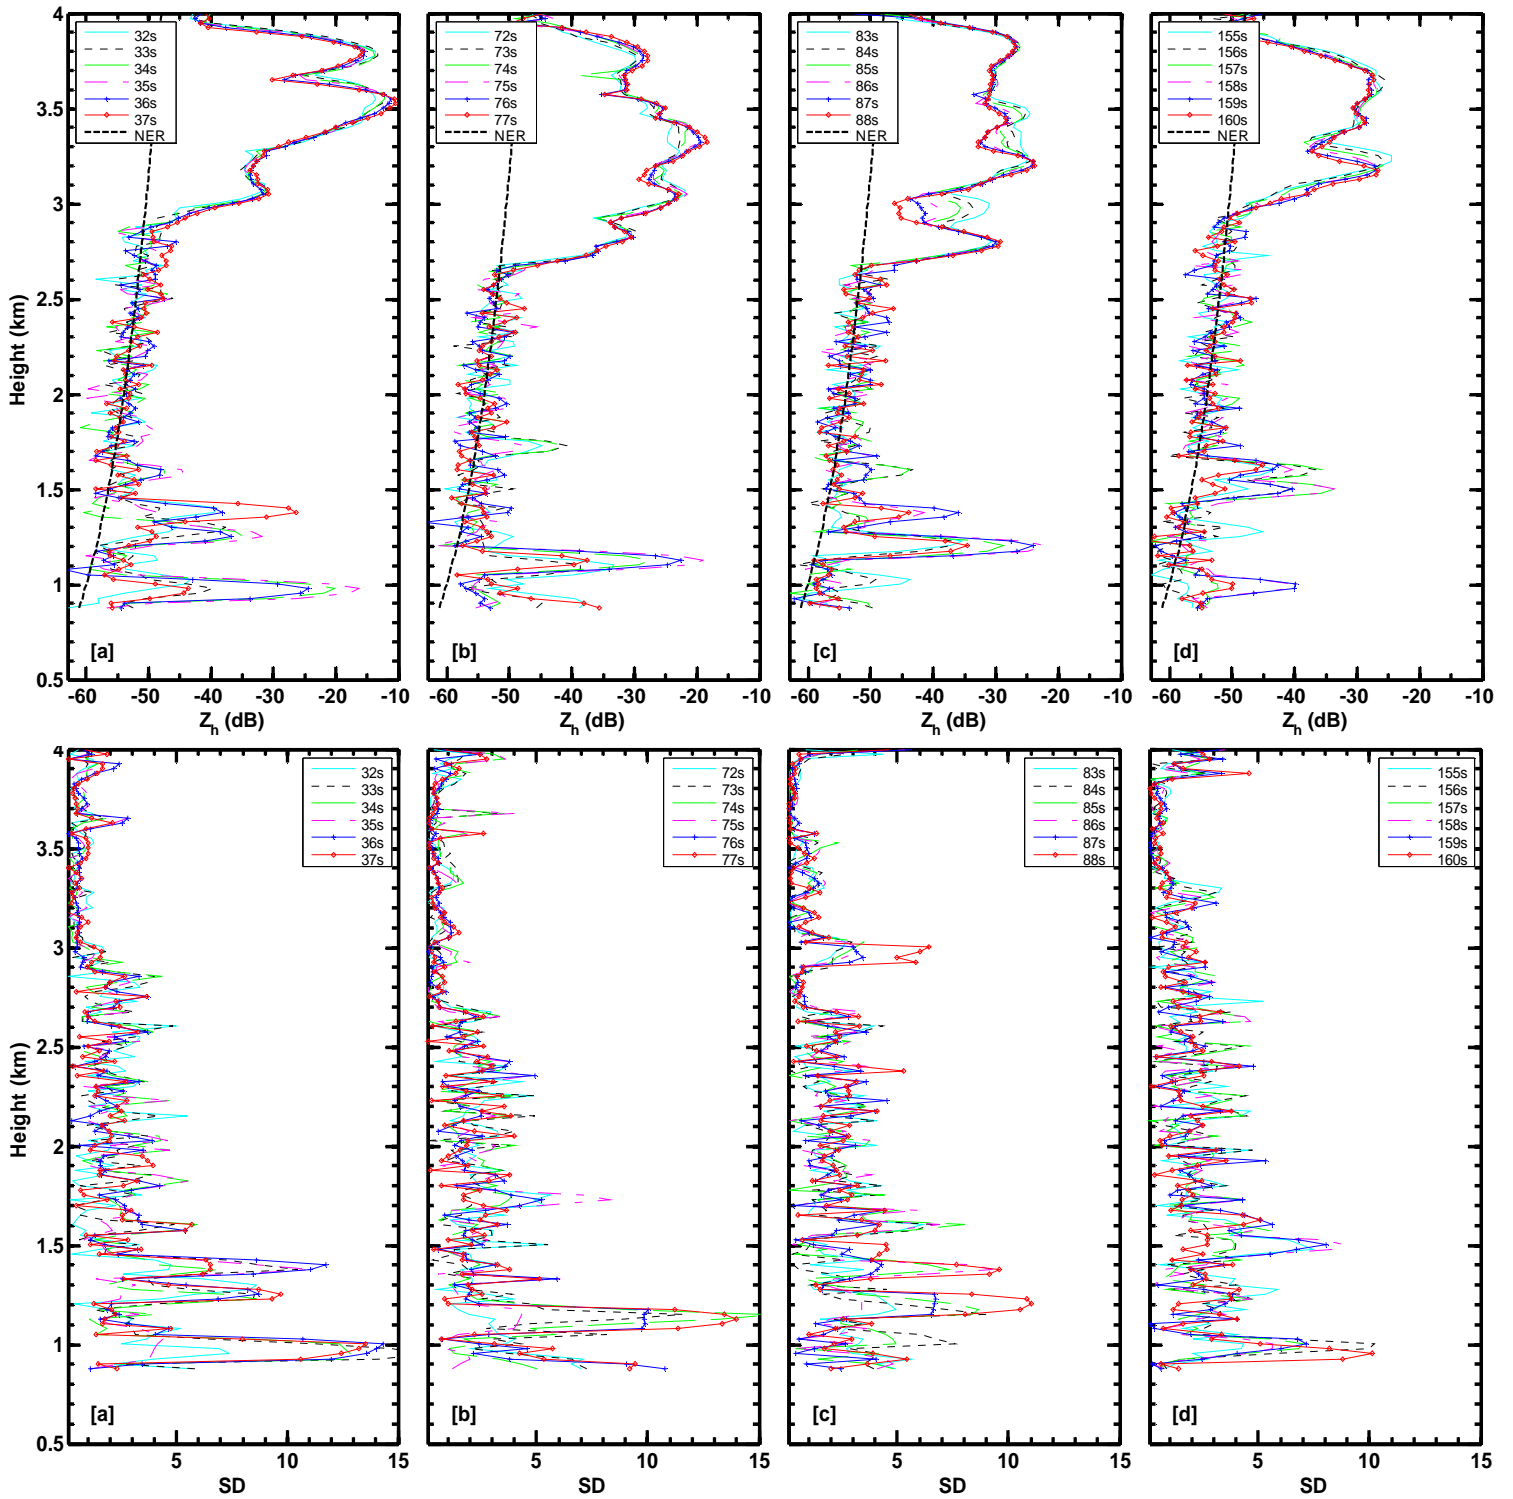 32s
33s
34s
35s
36s
37s
NER
72s
73s
74s
75s
76s
77s
NER
83s
84s
85s
86s
87s
88s
NER
155s
156s
157s
158s
159s
160s
NER
4
3.5
3
2.5
2
1.5
1
0.5
Height (km)
[a]
[b]
[c]
[d]
-60 -50 -40 -30 -20 -10
-60 -50 -40 -30 -20 -10
-60 -50 -40 -30 -20 -10
-60 -50 -40 -30 -20 -10
Zh (dB)
Zh (dB)
Zh (dB)
Zh (dB)
32s
33s
34s
35s
36s
37s
72s
73s
74s
75s
76s
77s
83s
84s
85s
86s
87s
88s
155s
156s
157s
158s
159s
160s
4
3.5
3
2.5
2
1.5
1
0.5
Height (km)
[a]
[b]
[c]
[d]
5 10 15
5 10 15
5 10 15
5 10 15
SD
SD
SD
SD